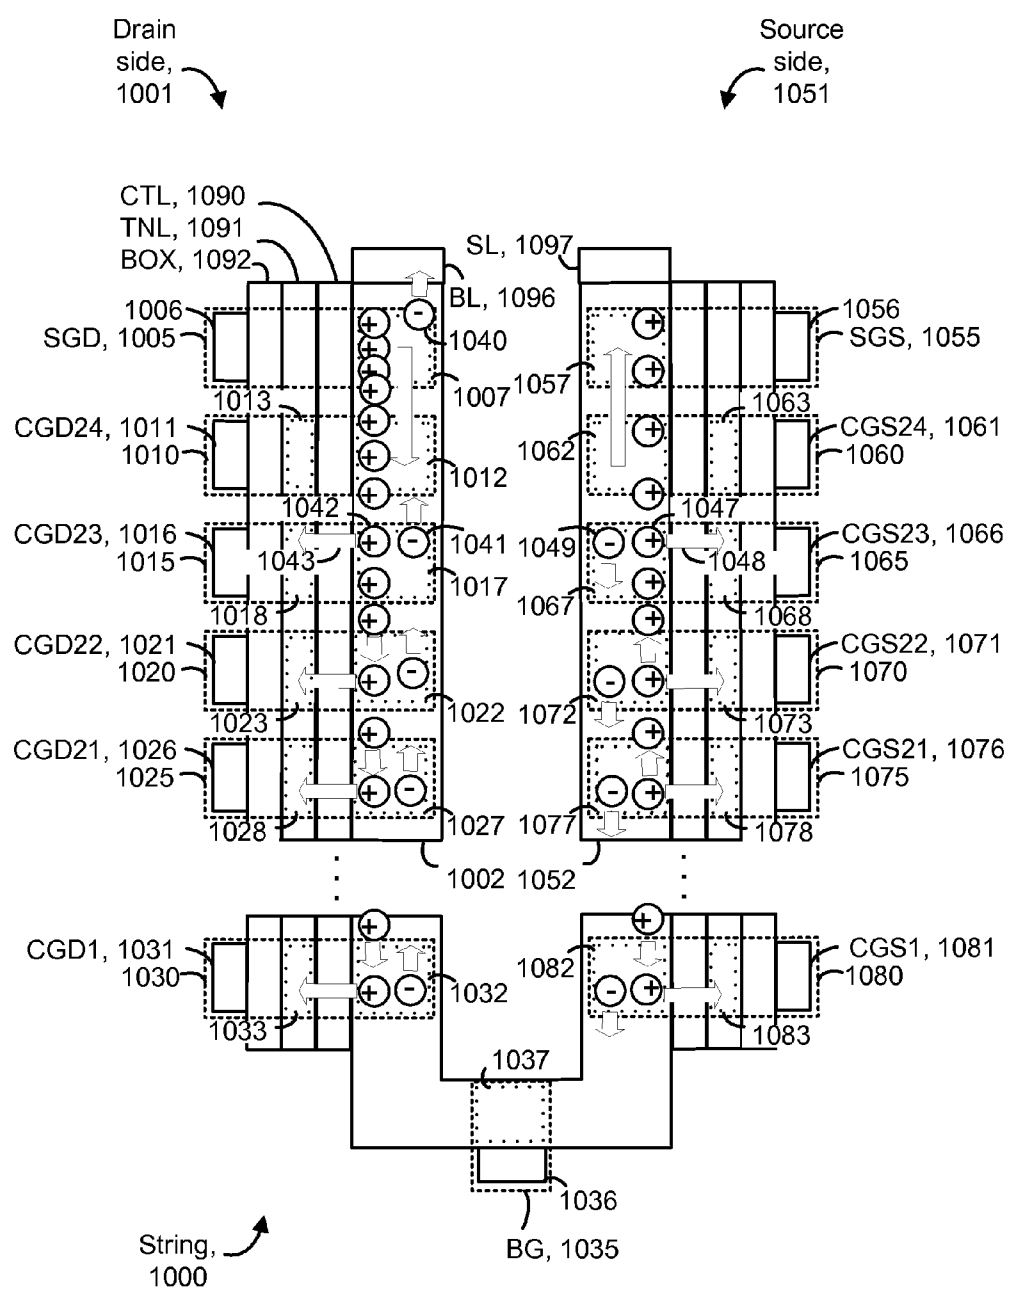 Drain
side,
1001
Source
side,
1051
CTL, 1090
TNL, 1091
BOX, 1092
SL, 1097
BL, 1096
1006
SGD, 1005
1040
1007
1057
1056
SGS, 1055
1013
1063
CGD24, 1011
1010
1012
1062
CGS24, 1061
1060
1042
1047
CGD23, 1016
1015
1043
1041
1049
1048
CGS23, 1066
1065
1018
1017
1067
1068
CGD22, 1021
1020
CGS22, 1071
1070
1023
1022
1072
1073
CGD21, 1026
1025
CGS21, 1076
1075
1028
1027
1077
1078
1002
1052
CGD1, 1031
1030
1032
1082
CGS1, 1081
1080
1033
1083
1037
1036
BG, 1035
String,
1000